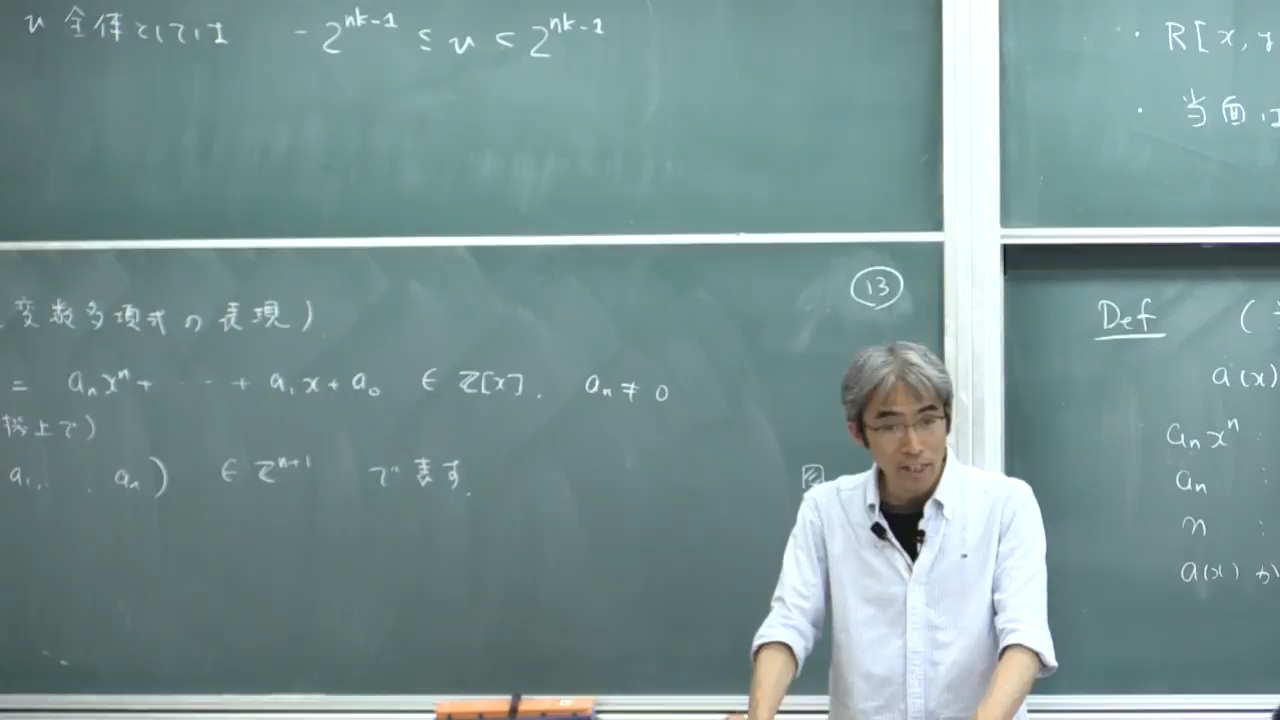 u 全体としては -2^{nk-1} ≦ u < 2^{nk-1}
変数多項式の表現)
= a_n x^n + ... + a_1 x + a_0 ∈ Z[x], a_n ≠ 0
機上で)
a_1, ..., a_n) ∈ Z^{n+1} で表す.
図
13
・ R[x, y
・ 当面は
Def (
a(x)
a_n x^n :
a_n :
n :
a(x) が